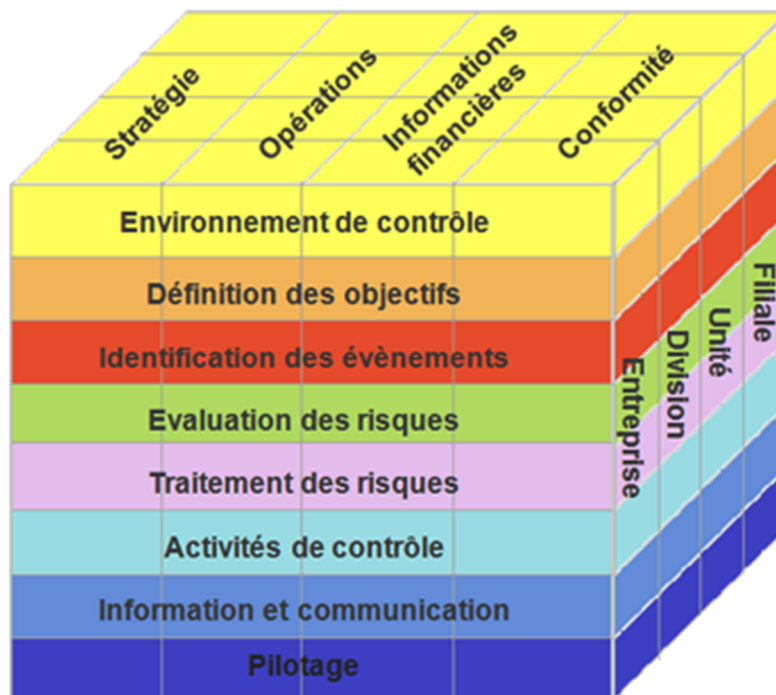 Stratégie
Opérations
Informations
financières
Conformité
Environnement de contrôle
Définition des objectifs
Identification des évènements
Evaluation des risques
Traitement des risques
Activités de contrôle
Information et communication
Pilotage
Entreprise
Division
Unité
Filiale